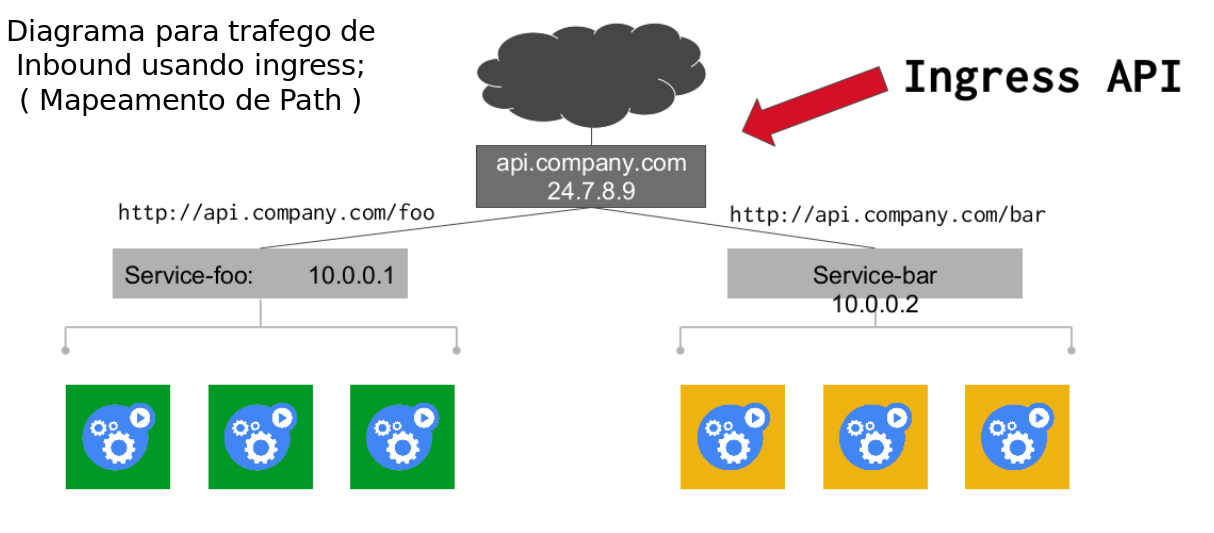 Diagrama para trafego de
Inbound usando ingress;
( Mapeamento de Path )
Ingress API
api.company.com
24.7.8.9
http://api.company.com/foo
http://api.company.com/bar
Service-foo: 10.0.0.1
Service-bar
10.0.0.2